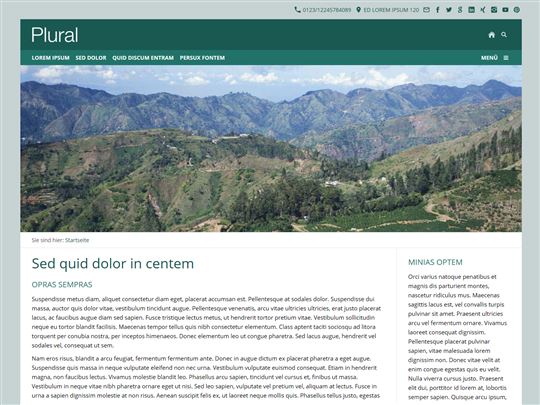 0123/12245784089 ED LOREM IPSUM 120
Plural
LOREM IPSUM SED DOLOR QUID DISCUM ENTRAM PERSUX FONTEM MENÜ
Sie sind hier: Startseite
Sed quid dolor in centem
OPRAS SEMPRAS
Suspendisse metus diam, aliquet consectetur diam eget, placerat accumsan est. Pellentesque at sodales dolor. Suspendisse dui
massa, auctor quis dolor vitae, vestibulum tincidunt augue. Pellentesque venenatis, arcu vitae ultricies ultricies, erat justo placerat
lacus, ac faucibus augue diam sed sapien. Fusce tristique lectus metus, ut hendrerit tortor pretium vitae. Vestibulum sollicitudin
neque eu tortor blandit facilisis. Maecenas tempor tellus quis nibh consectetur elementum. Class aptent taciti sociosqu ad litora
torquent per conubia nostra, per inceptos himenaeos. Donec elementum leo ut congue pharetra. Sed lacus augue, hendrerit vel
sodales vel, consequat ut sem.
Nam eros risus, blandit a arcu feugiat, fermentum fermentum ante. Donec in augue dictum ex placerat pharetra a eget augue.
Suspendisse quis massa in neque vulputate eleifend non nec urna. Vestibulum vulputate euismod consequat. Etiam in hendrerit
magna, non faucibus lectus. Vivamus molestie blandit leo. Phasellus arcu sapien, tincidunt vel cursus et, finibus ut massa.
Vestibulum in neque vitae nibh pharetra ornare eget ut nisi. Sed leo sapien, vulputate vel pretium vel, aliquam at lectus. Fusce in
urna a sapien dignissim molestie at non risus. Aenean suscipit felis ex, ut laoreet neque mollis quis. Phasellus tellus justo, egestas
MINIAS OPTEM
Orci varius natoque penatibus et
magnis dis parturient montes,
nascetur ridiculus mus. Maecenas
sagittis lacus est, vel convallis turpis
pulvinar sit amet. Praesent ultricies
arcu vel fermentum ornare. Vivamus
laoreet consequat dignissim.
Pellentesque placerat pulvinar
sapien, vitae malesuada lorem
dignissim non. Donec vitae velit at
enim congue egestas quis eu velit.
Nulla viverra cursus justo. Praesent
elit dui, porttitor id lorem at, lobortis
semper sapien. Quisque arcu ipsum,